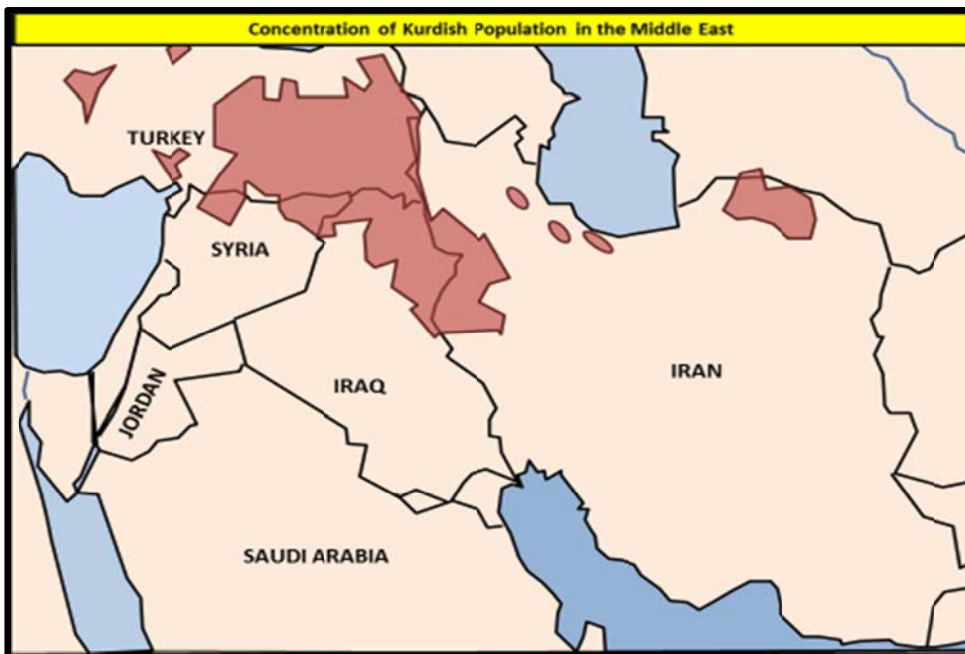 Concentration of Kurdish Population in the Middle East
TURKEY
SYRIA
IRAQ
IRAN
JORDAN
SAUDI ARABIA